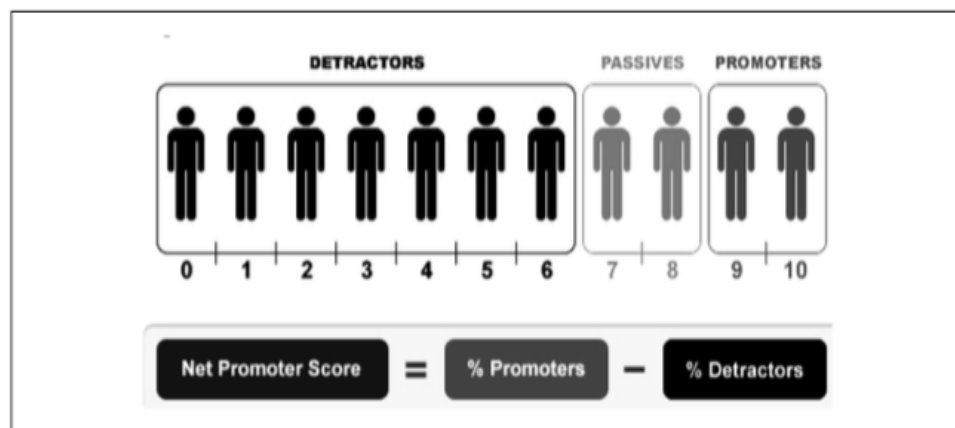 DETRACTORS PASSIVES PROMOTERS
0 1 2 3 4 5 6 7 8 9 10
Net Promoter Score = % Promoters − % Detractors